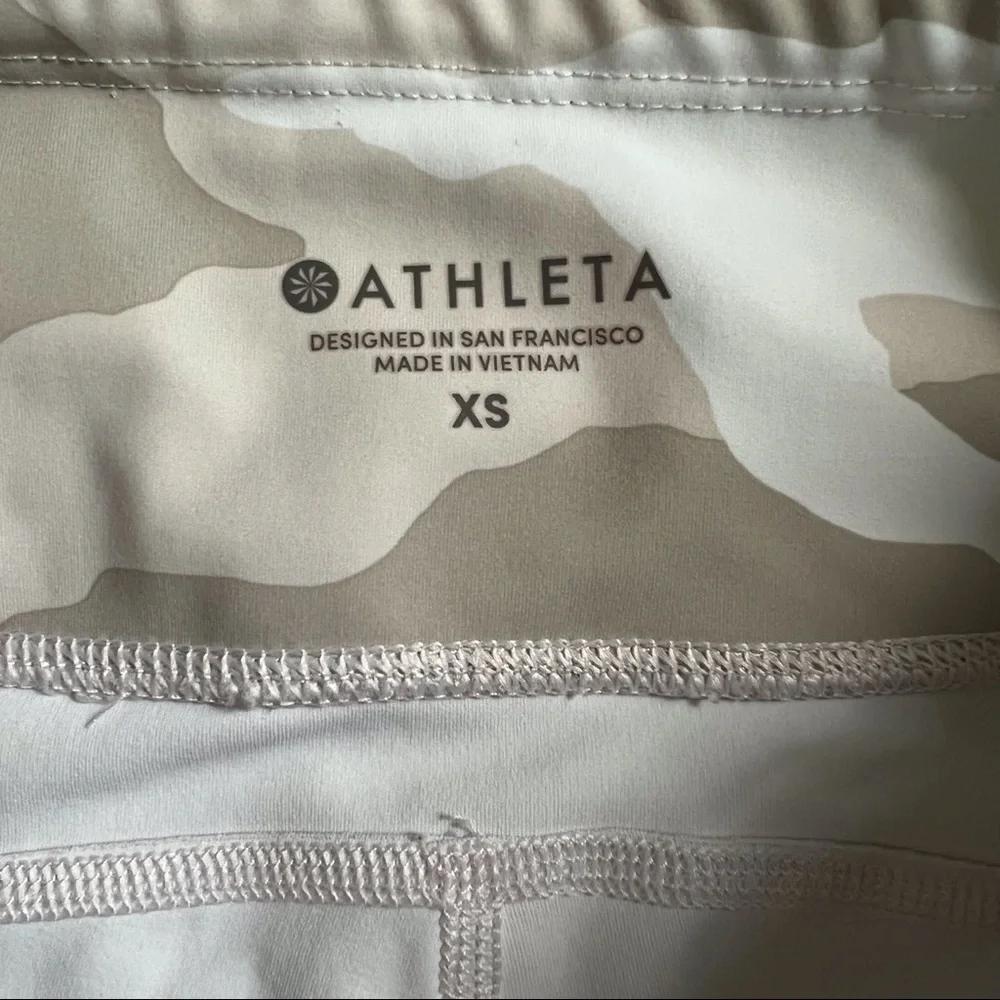 ATHLETA
DESIGNED IN SAN FRANCISCO
MADE IN VIETNAM
XS